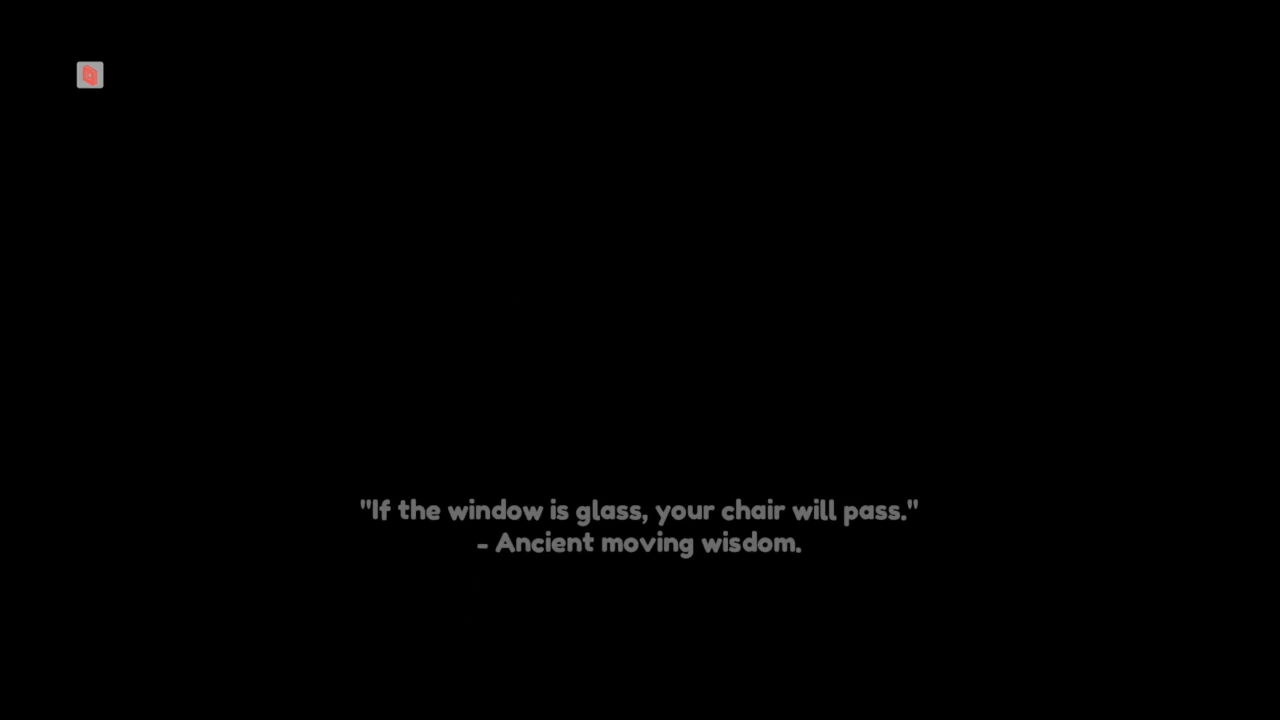 "If the window is glass, your chair will pass."
- Ancient moving wisdom.